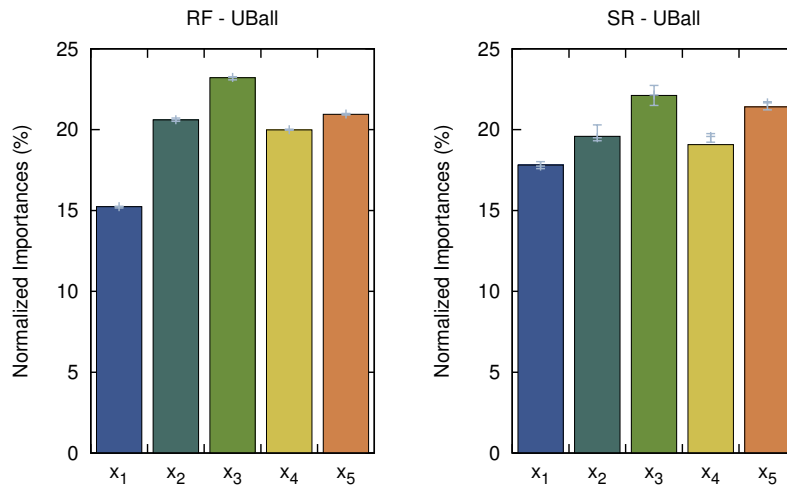 RF - UBall
Normalized Importances (%)
25
20
15
10
5
0
x₁ x₂ x₃ x₄ x₅
SR - UBall
Normalized Importances (%)
25
20
15
10
5
0
x₁ x₂ x₃ x₄ x₅